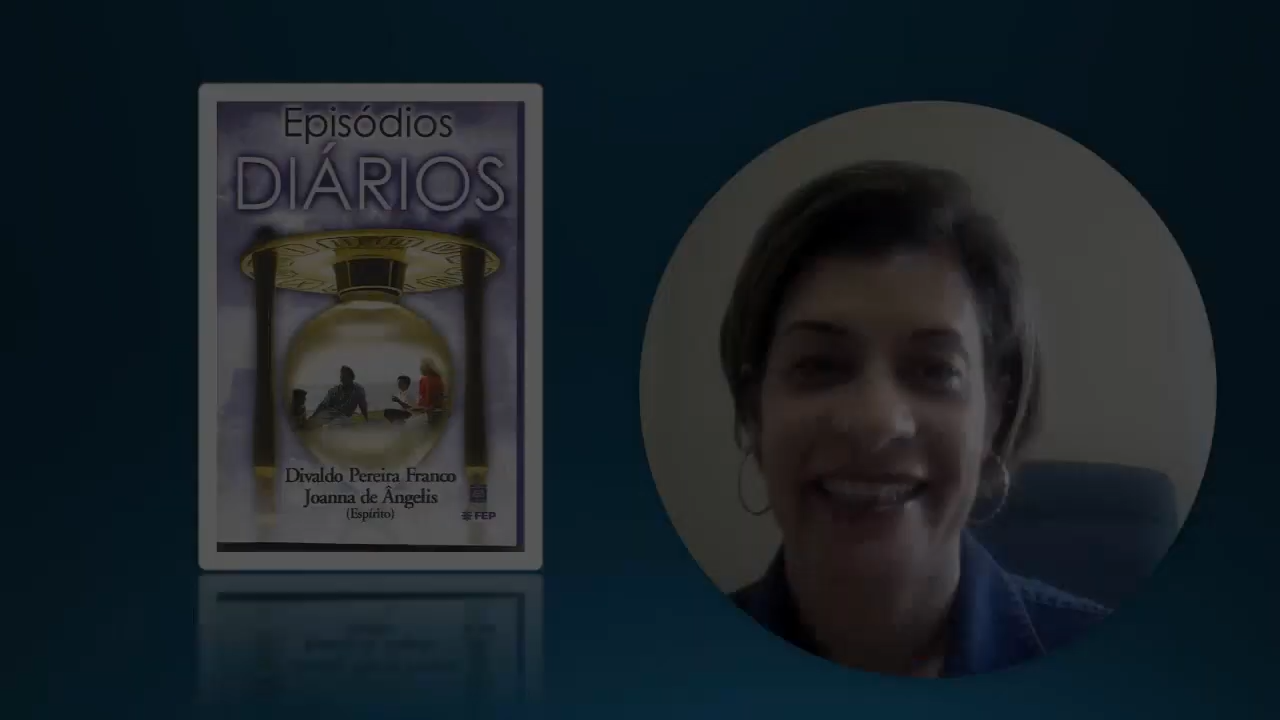 Episódios
DIÁRIOS
Divaldo Pereira Franco
Joanna de Ângelis
(Espírito)
FEP